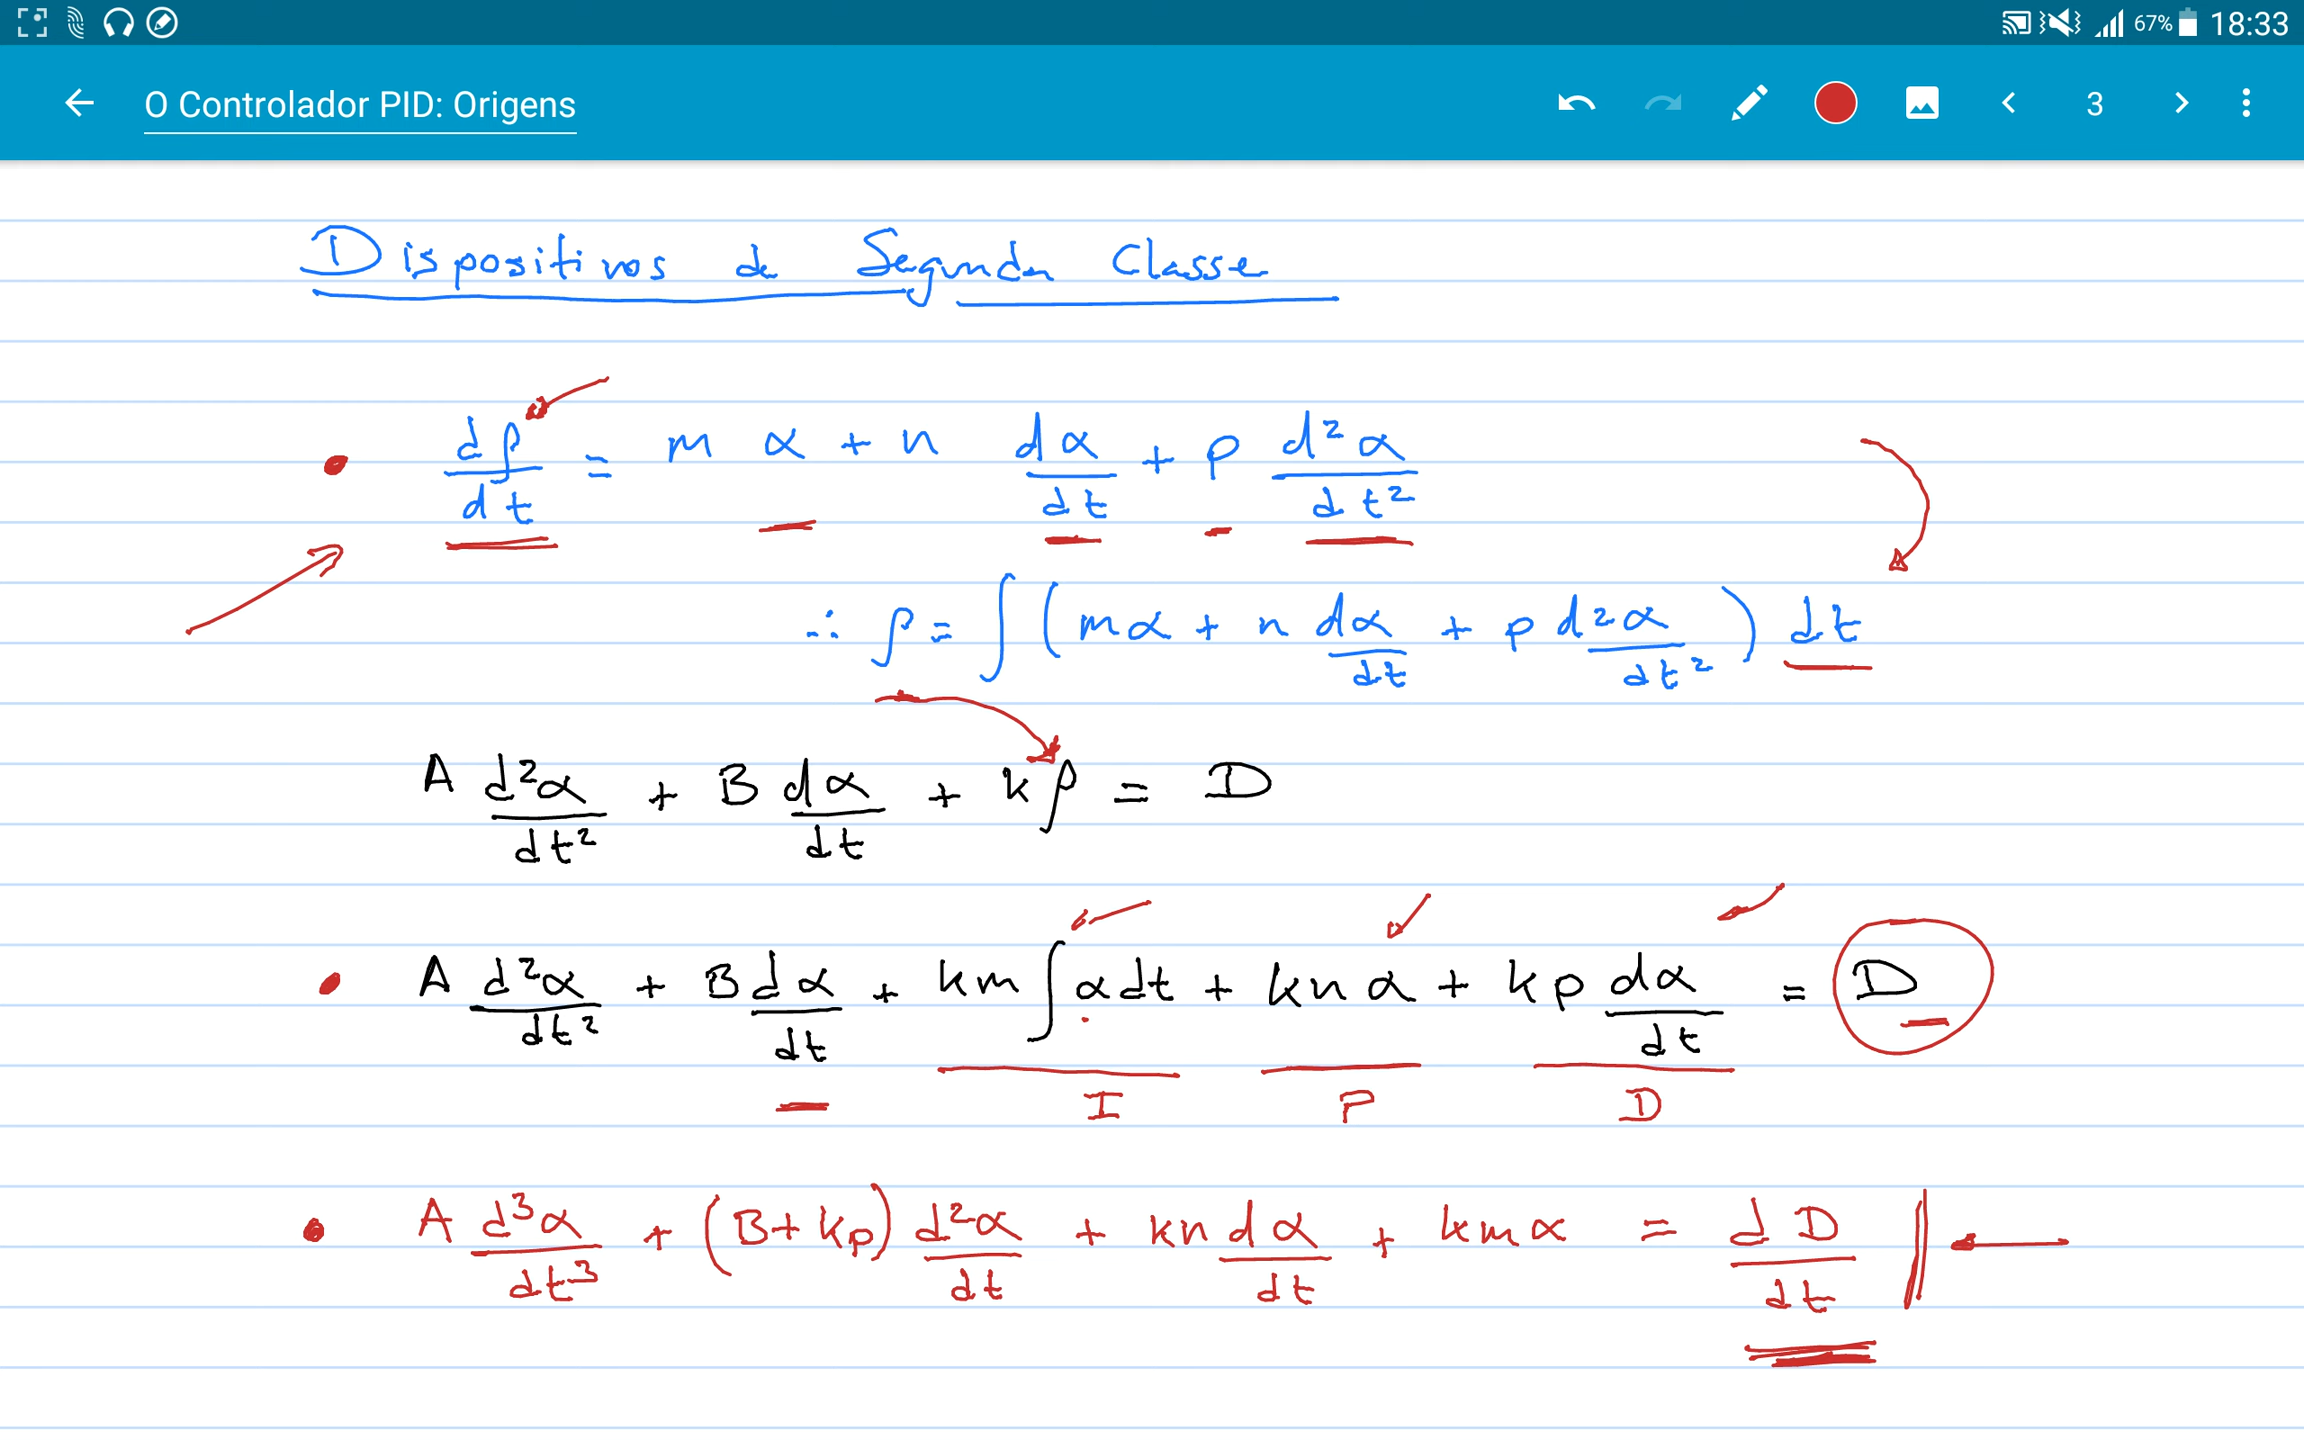 67% 18:33
O Controlador PID: Origens 3
Dispositivos de Segunda Classe
dρ/dt = m α + n dα/dt + p d²α/dt²
∴ ρ = ∫ (mα + n dα/dt + p d²α/dt²) dt
A d²α/dt² + B dα/dt + kρ = D
A d²α/dt² + B dα/dt + km ∫ α dt + kn α + kp dα/dt = D
I P D
A d³α/dt³ + (B + kp) d²α/dt + kn dα/dt + kmα = dD/dt